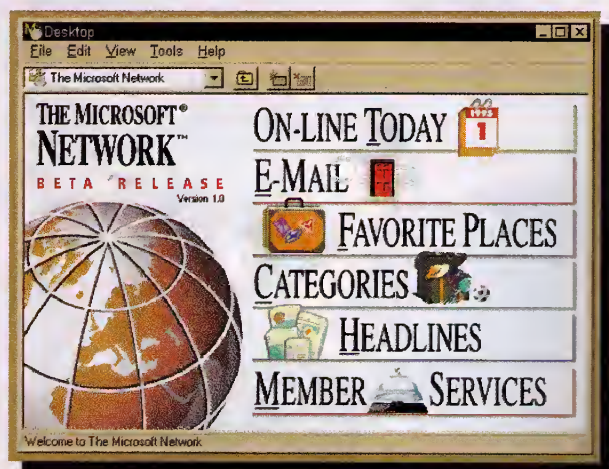 Desktop
File Edit View Tools Help
The Microsoft Network
THE MICROSOFT®
NETWORK™
BETA RELEASE
Version 1.0
ON-LINE TODAY
1995
1
E-MAIL
FAVORITE PLACES
CATEGORIES
HEADLINES
MEMBER SERVICES
Welcome to The Microsoft Network